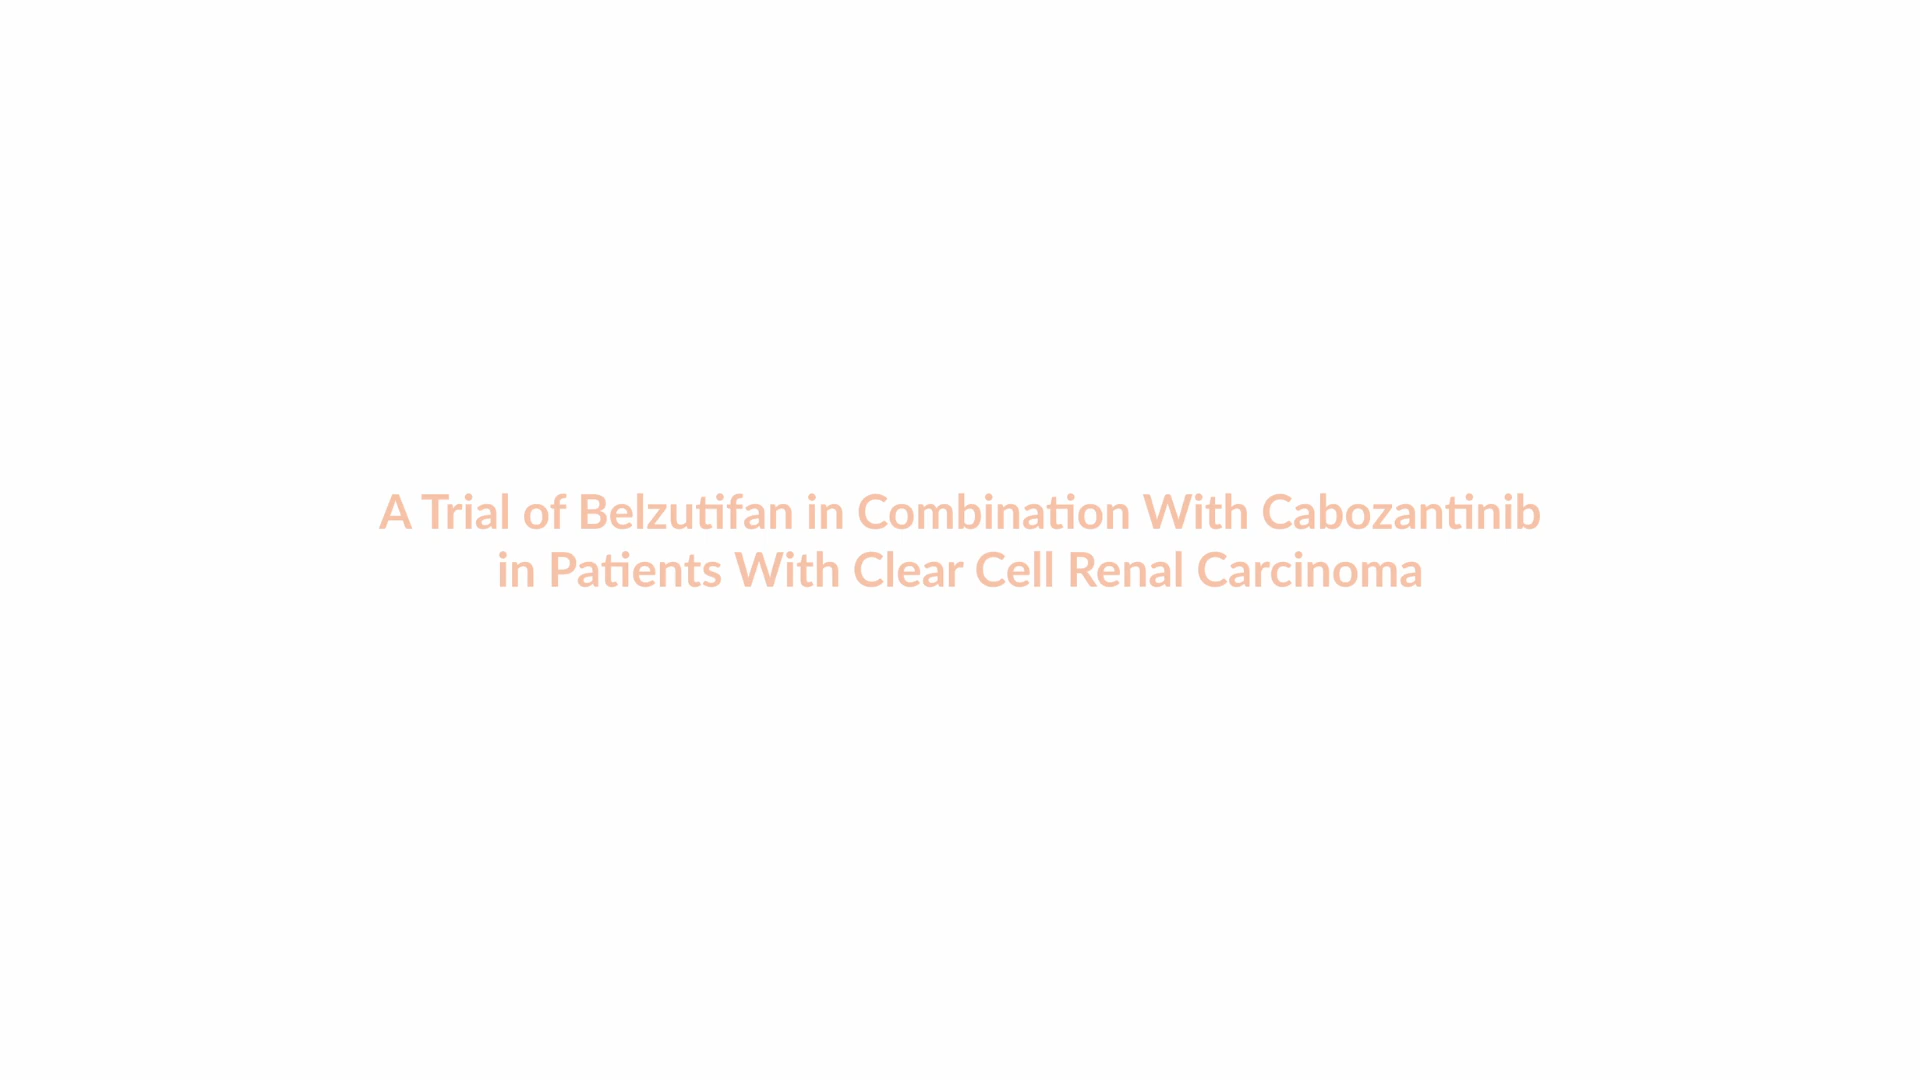 A Trial of Belzutifan in Combination With Cabozantinib
in Patients With Clear Cell Renal Carcinoma